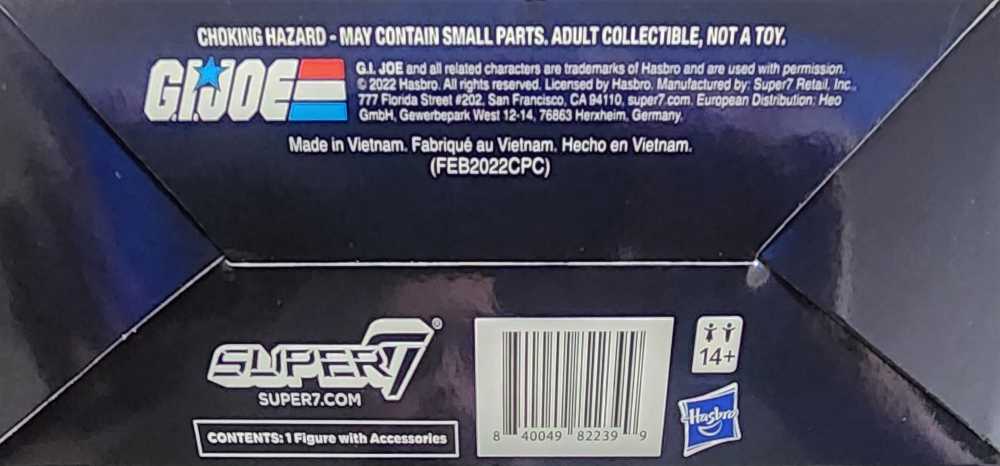 CHOKING HAZARD - MAY CONTAIN SMALL PARTS. ADULT COLLECTIBLE, NOT A TOY.
G.I. JOE
G.I. JOE and all related characters are trademarks of Hasbro and are used with permission.
© 2022 Hasbro. All rights reserved. Licensed by Hasbro. Manufactured by: Super7 Retail, Inc.,
777 Florida Street #202, San Francisco, CA 94110, super7.com. European Distribution: Heo
GmbH, Gewerbepark West 12-14, 76863 Herxheim, Germany.
Made in Vietnam. Fabriqué au Vietnam. Hecho en Vietnam.
(FEB2022CPC)
SUPER7®
SUPER7.COM
CONTENTS: 1 Figure with Accessories
8 40049 82239 9
14+
Hasbro